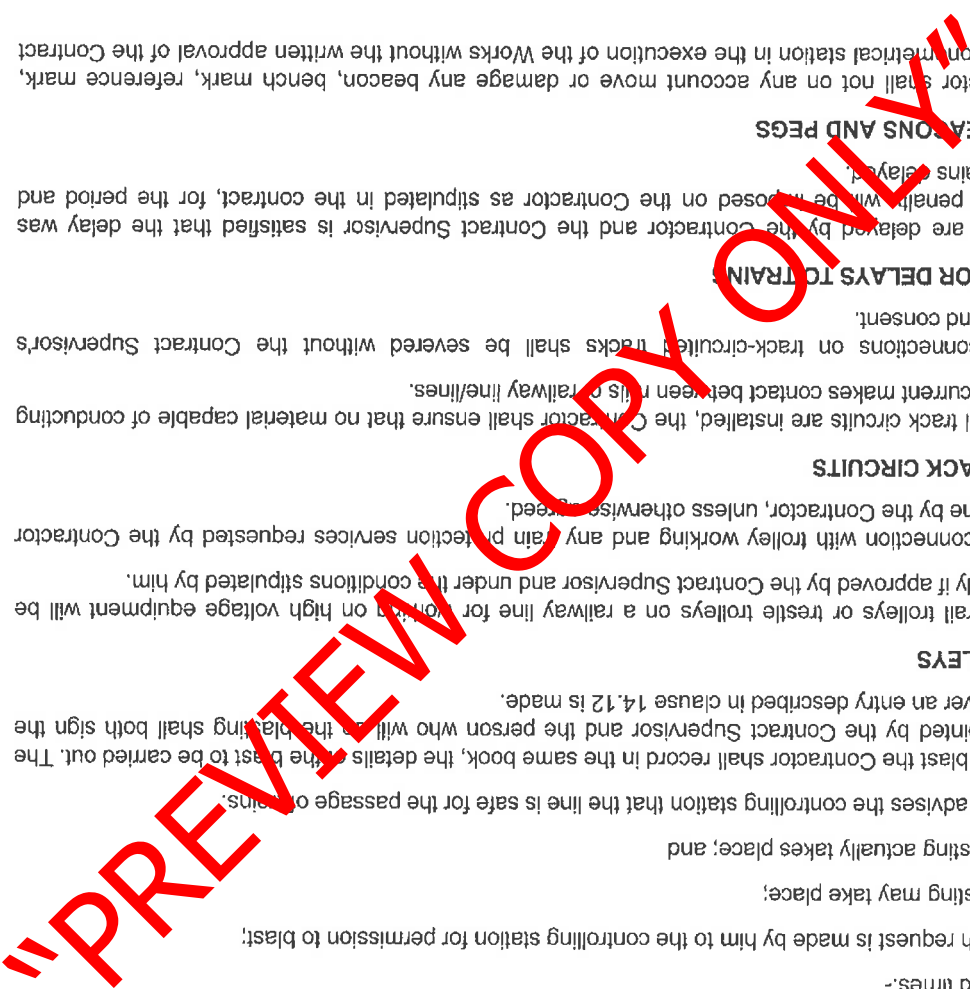 d times:-
h request is made by him to the controlling station for permission to blast;
sting may take place;
sting actually takes place; and
advises the controlling station that the line is safe for the passage of trains.
blast the Contractor shall record in the same book, the details of the blast to be carried out. The
inted by the Contract Supervisor and the person who will do the blasting shall both sign the
ver an entry described in clause 14.12 is made.
LEYS
rail trolleys or trestle trolleys on a railway line for working on high voltage equipment will be
ly if approved by the Contract Supervisor and under the conditions stipulated by him.
connection with trolley working and any train protection services requested by the Contractor
ne by the Contractor, unless otherwise agreed.
ACK CIRCUITS
l track circuits are installed, the Contractor shall ensure that no material capable of conducting
current makes contact between rails of railway line/lines.
onnections on track-circuited tracks shall be severed without the Contract Supervisor's
nd consent.
OR DELAYS TO TRAINS
are delayed by the Contractor and the Contract Supervisor is satisfied that the delay was
penalty will be imposed on the Contractor as stipulated in the contract, for the period and
ains delayed.
EACONS AND PEGS
tor shall not on any account move or damage any beacon, bench mark, reference mark,
onometrical station in the execution of the Works without the written approval of the Contract
“PREVIEW COPY ONLY”